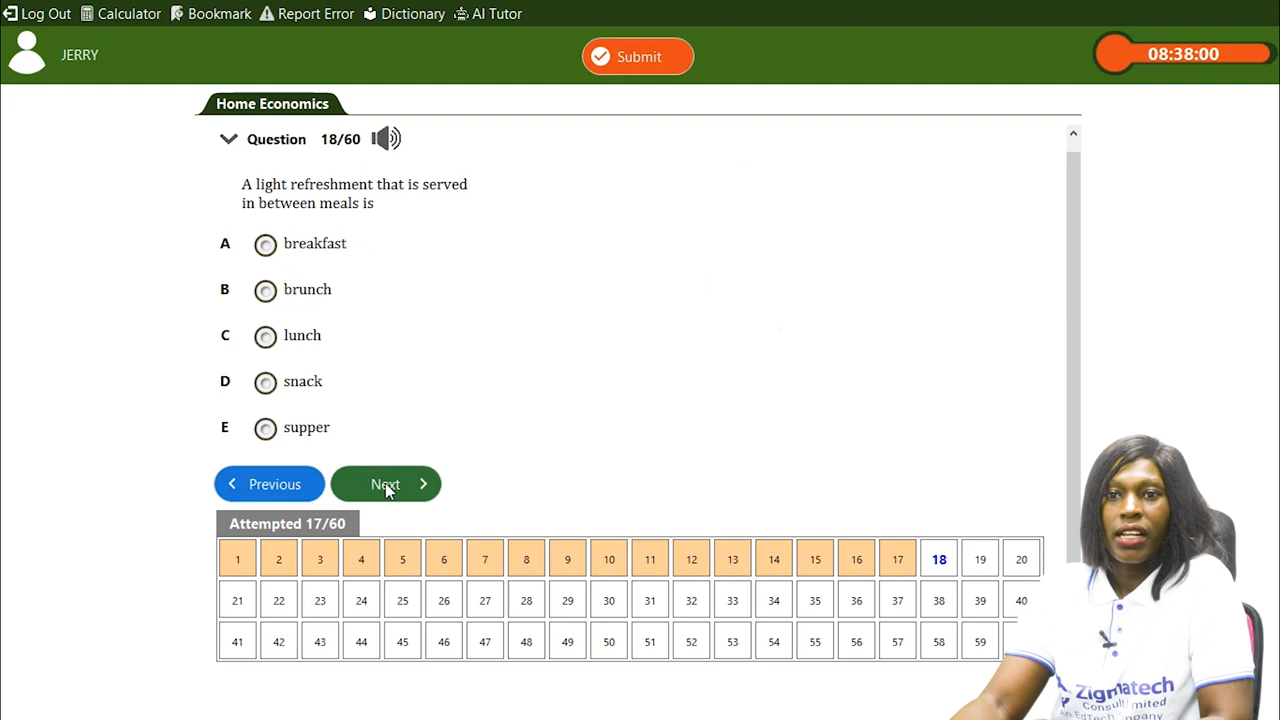 Log Out Calculator Bookmark Report Error Dictionary AI Tutor
JERRY
Submit
08:38:00
Home Economics
Question 18/60
A light refreshment that is served
in between meals is
A breakfast
B brunch
C lunch
D snack
E supper
Previous Next
Attempted 17/60
1 2 3 4 5 6 7 8 9 10 11 12 13 14 15 16 17 18 19 20
21 22 23 24 25 26 27 28 29 30 31 32 33 34 35 36 37 38 39 40
41 42 43 44 45 46 47 48 49 50 51 52 53 54 55 56 57 58 59
Zigmatech
Consult Limited
An EdTech Company